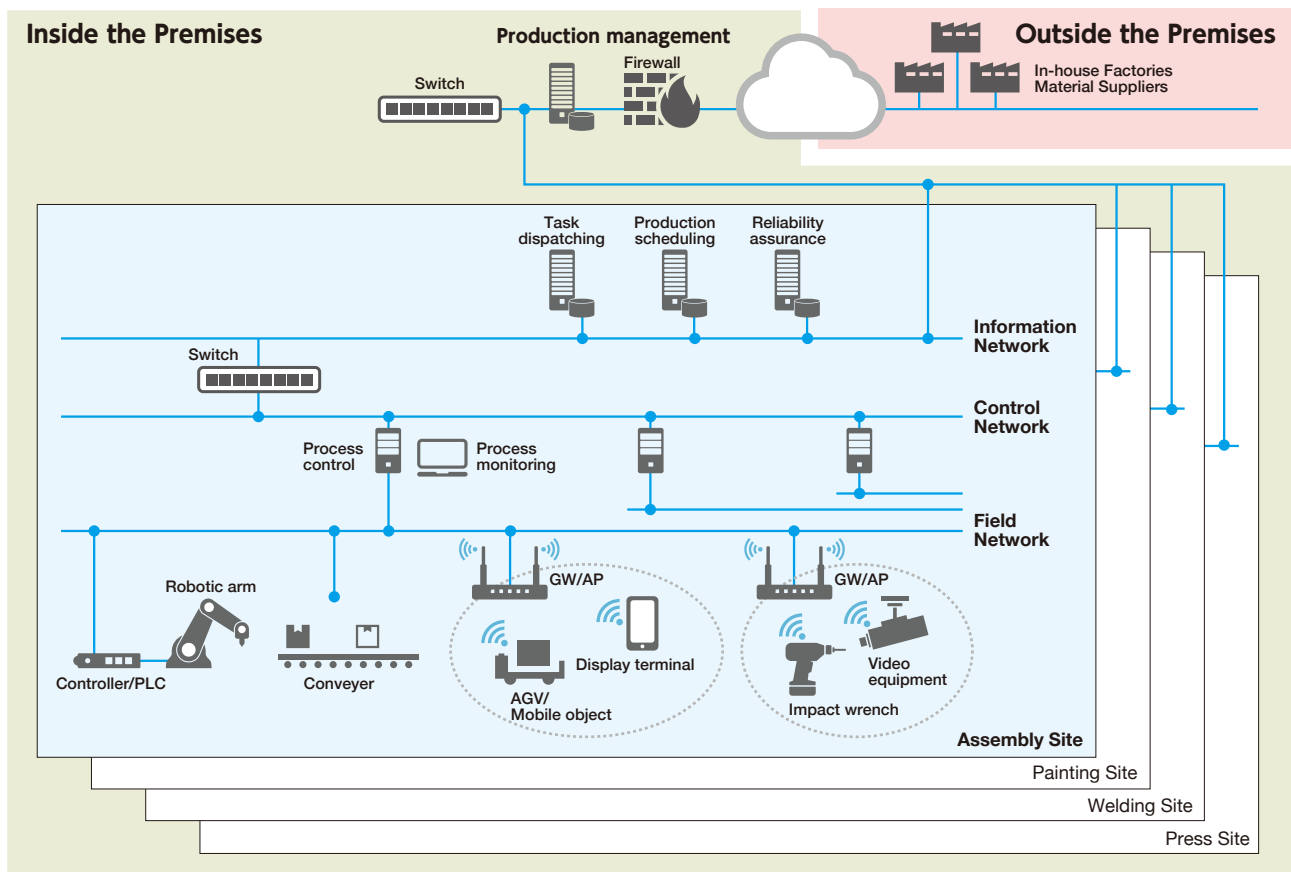 Inside the Premises
Production management
Outside the Premises
Switch
Firewall
In-house Factories
Material Suppliers
Task
dispatching
Production
scheduling
Reliability
assurance
Information
Network
Switch
Control
Network
Process
control
Process
monitoring
Field
Network
Robotic arm
GW/AP
GW/AP
Controller/PLC
Conveyer
Display terminal
AGV/
Mobile object
Video
equipment
Impact wrench
Assembly Site
Painting Site
Welding Site
Press Site